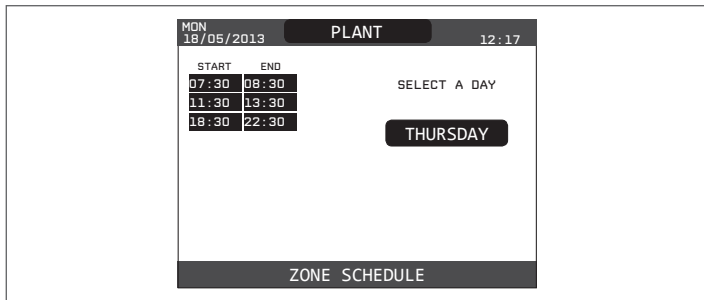 MON
18/05/2013 PLANT 12:17
START END
07:30 08:30
11:30 13:30
18:30 22:30
SELECT A DAY
THURSDAY
ZONE SCHEDULE